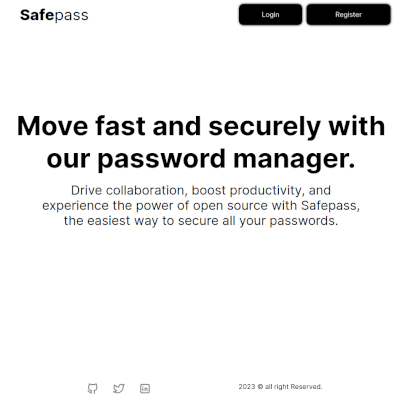 Safepass
Login
Register
Move fast and securely with
our password manager.
Drive collaboration, boost productivity, and
experience the power of open source with Safepass,
the easiest way to secure all your passwords.
2023 © all right Reserved.